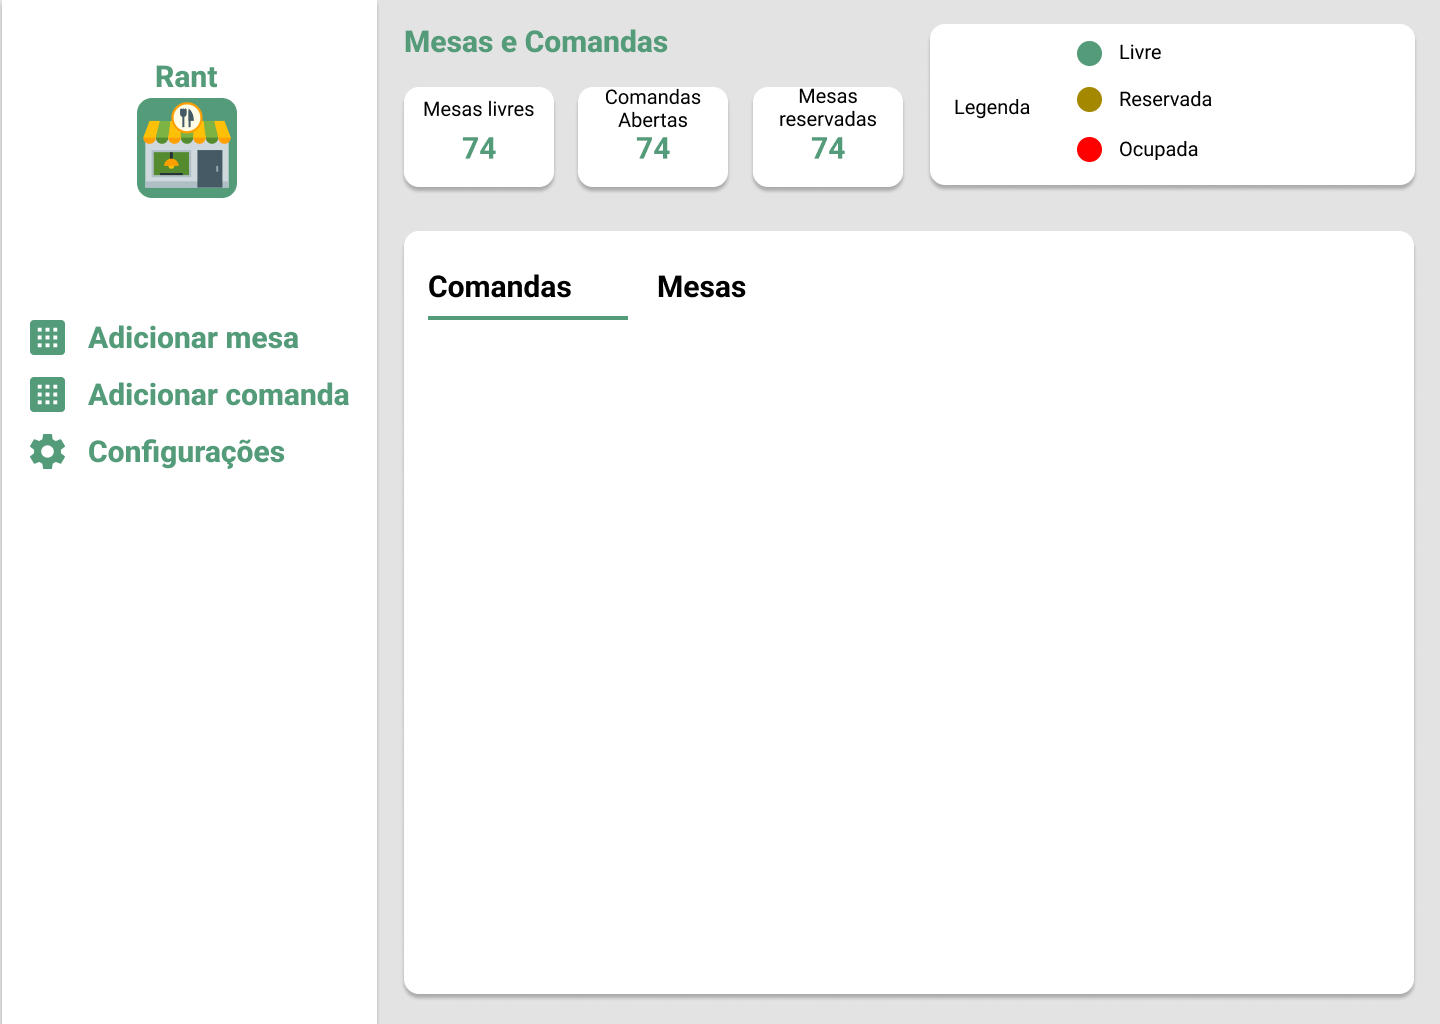 Rant
Adicionar mesa
Adicionar comanda
Configurações
Mesas e Comandas
Mesas livres
74
Comandas
Abertas
74
Mesas
reservadas
74
Legenda
Livre
Reservada
Ocupada
Comandas
Mesas